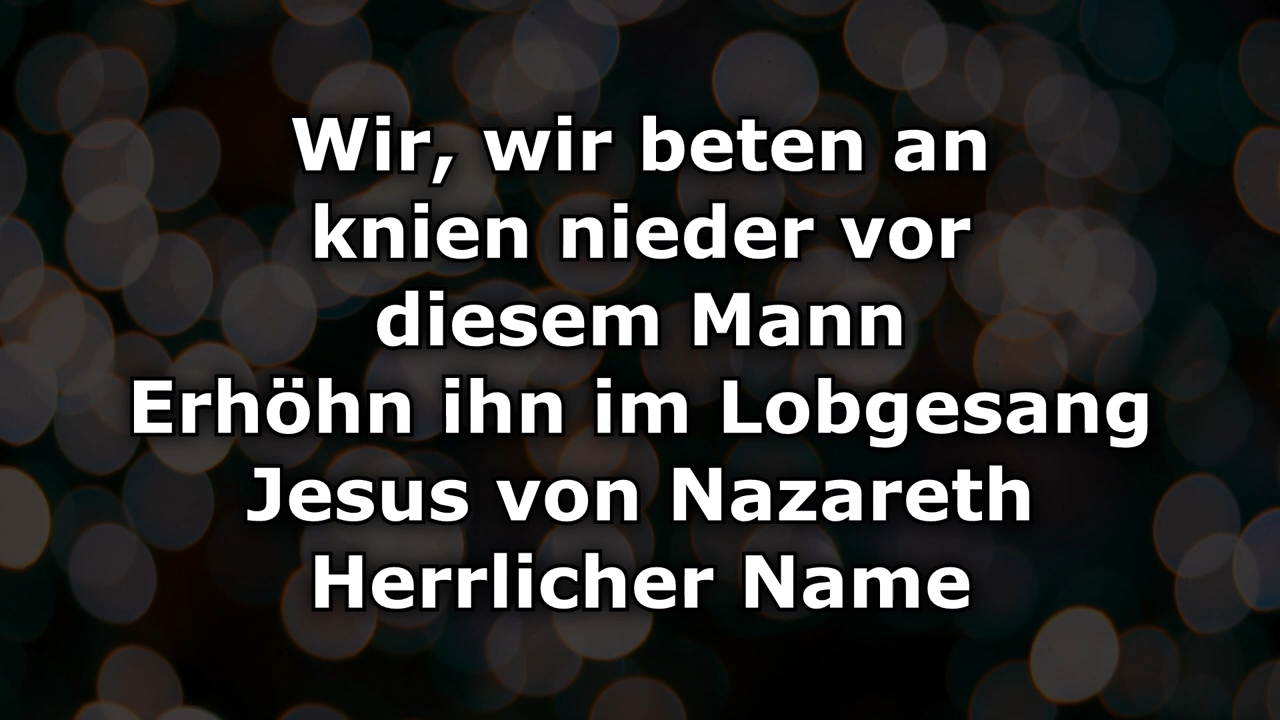 Wir, wir beten an
knien nieder vor
diesem Mann
Erhöhn ihn im Lobgesang
Jesus von Nazareth
Herrlicher Name